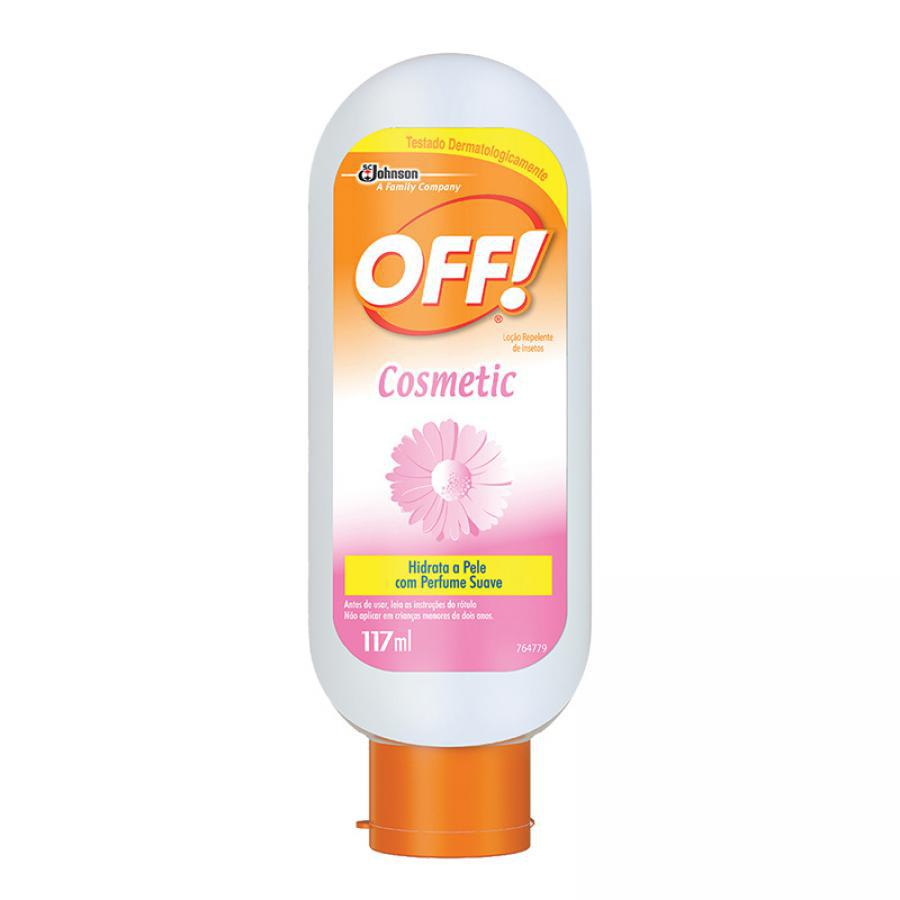 Testado Dermatologicamente
SC Johnson
A Family Company
OFF!
®
Loção Repelente
de Insetos
Cosmetic
Hidrata a Pele
com Perfume Suave
Antes de usar, leia as instruções do rótulo
Não aplicar em crianças menores de dois anos.
117ml
764779